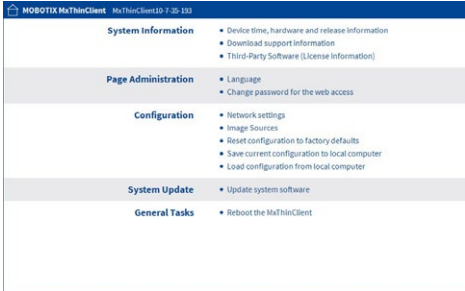 MOBOTIX MxThinClient MxThinClient10-7-35-193
System Information
Device time, hardware and release information
Download support information
Third-Party Software (License Information)
Page Administration
Language
Change password for the web access
Configuration
Network settings
Image Sources
Reset configuration to factory defaults
Save current configuration to local computer
Load configuration from local computer
System Update
Update system software
General Tasks
Reboot the MxThinClient